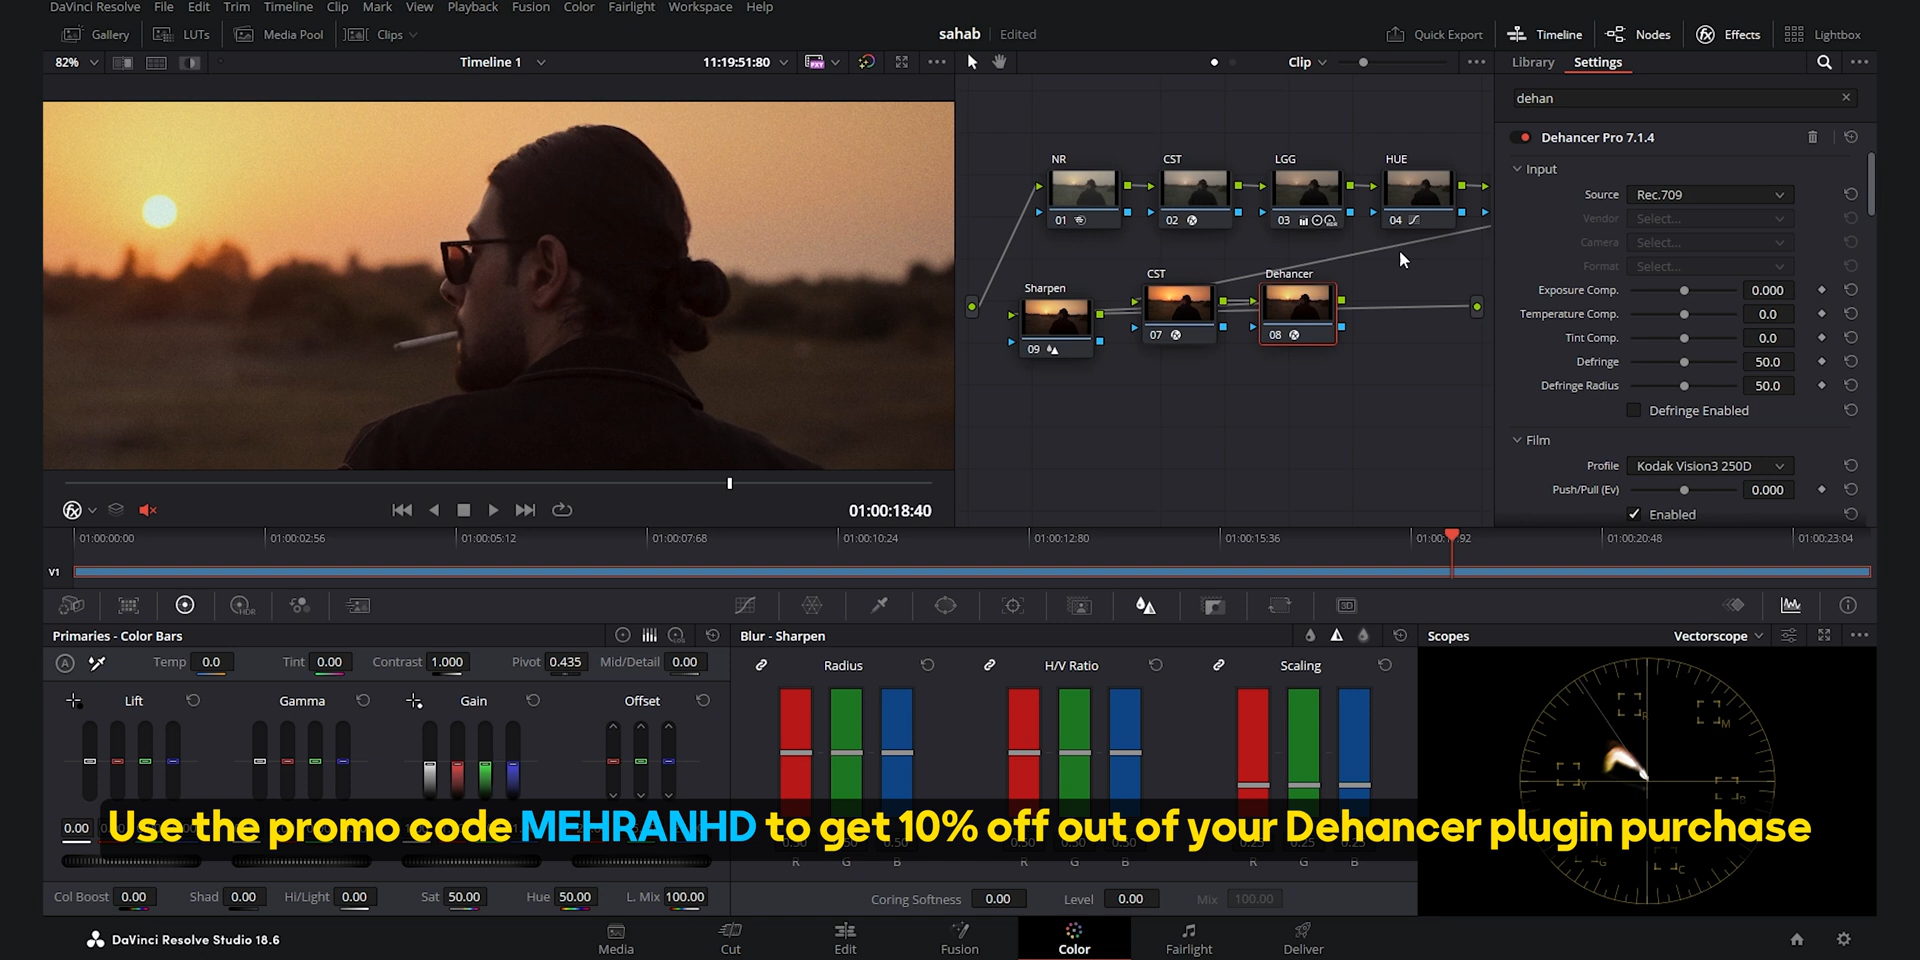 DaVinci Resolve File Edit Trim Timeline Clip Mark View Playback Fusion Color Fairlight Workspace Help
Gallery LUTs Media Pool Clips sahab Edited Quick Export Timeline Nodes Effects Lightbox
82% Timeline 1 11:19:51:80 Clip Library Settings
dehan
Dehancer Pro 7.1.4
Input
Source Rec.709
Vendor Select...
Camera Select...
Format Select...
Exposure Comp. 0.000
Temperature Comp. 0.0
Tint Comp. 0.0
Defringe 50.0
Defringe Radius 50.0
Defringe Enabled
Film
Profile Kodak Vision3 250D
Push/Pull (Ev) 0.000
Enabled
NR CST LGG HUE
01 02 03 04
Sharpen CST Dehancer
09 07 08
01:00:18:40
01:00:00:00 01:00:02:56 01:00:05:12 01:00:07:68 01:00:10:24 01:00:12:80 01:00:15:36 01:00:20:48 01:00:23:04
V1
HDR 3D
Primaries - Color Bars Blur - Sharpen Scopes Vectorscope
A Temp 0.0 Tint 0.00 Contrast 1.000 Pivot 0.435 Mid/Detail 0.00
Radius H/V Ratio Scaling
Lift Gamma Gain Offset
0.00
Use the promo code MEHRANHD to get 10% off out of your Dehancer plugin purchase
R G B R G B R G B
R M B C G Y
Col Boost 0.00 Shad 0.00 Hi/Light 0.00 Sat 50.00 Hue 50.00 L. Mix 100.00
Coring Softness 0.00 Level 0.00 Mix 100.00
DaVinci Resolve Studio 18.6
Media Cut Edit Fusion Color Fairlight Deliver